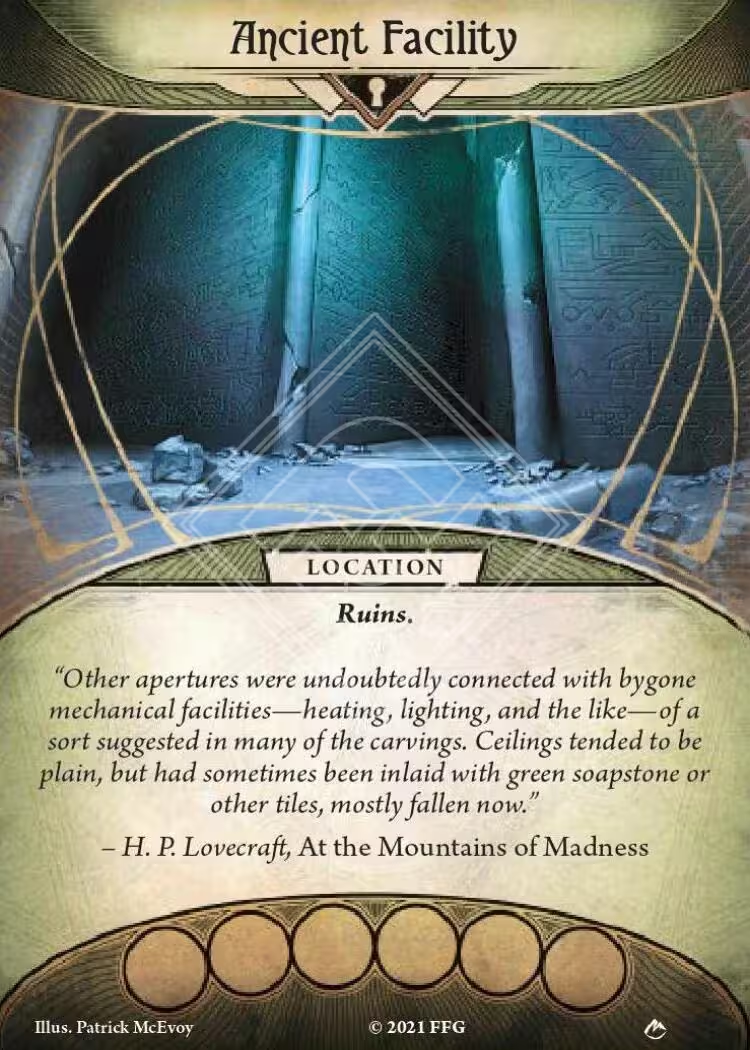 Ancient Facility
LOCATION
Ruins.
“Other apertures were undoubtedly connected with bygone
mechanical facilities—heating, lighting, and the like—of a
sort suggested in many of the carvings. Ceilings tended to be
plain, but had sometimes been inlaid with green soapstone or
other tiles, mostly fallen now.”
– H. P. Lovecraft, At the Mountains of Madness
Illus. Patrick McEvoy © 2021 FFG